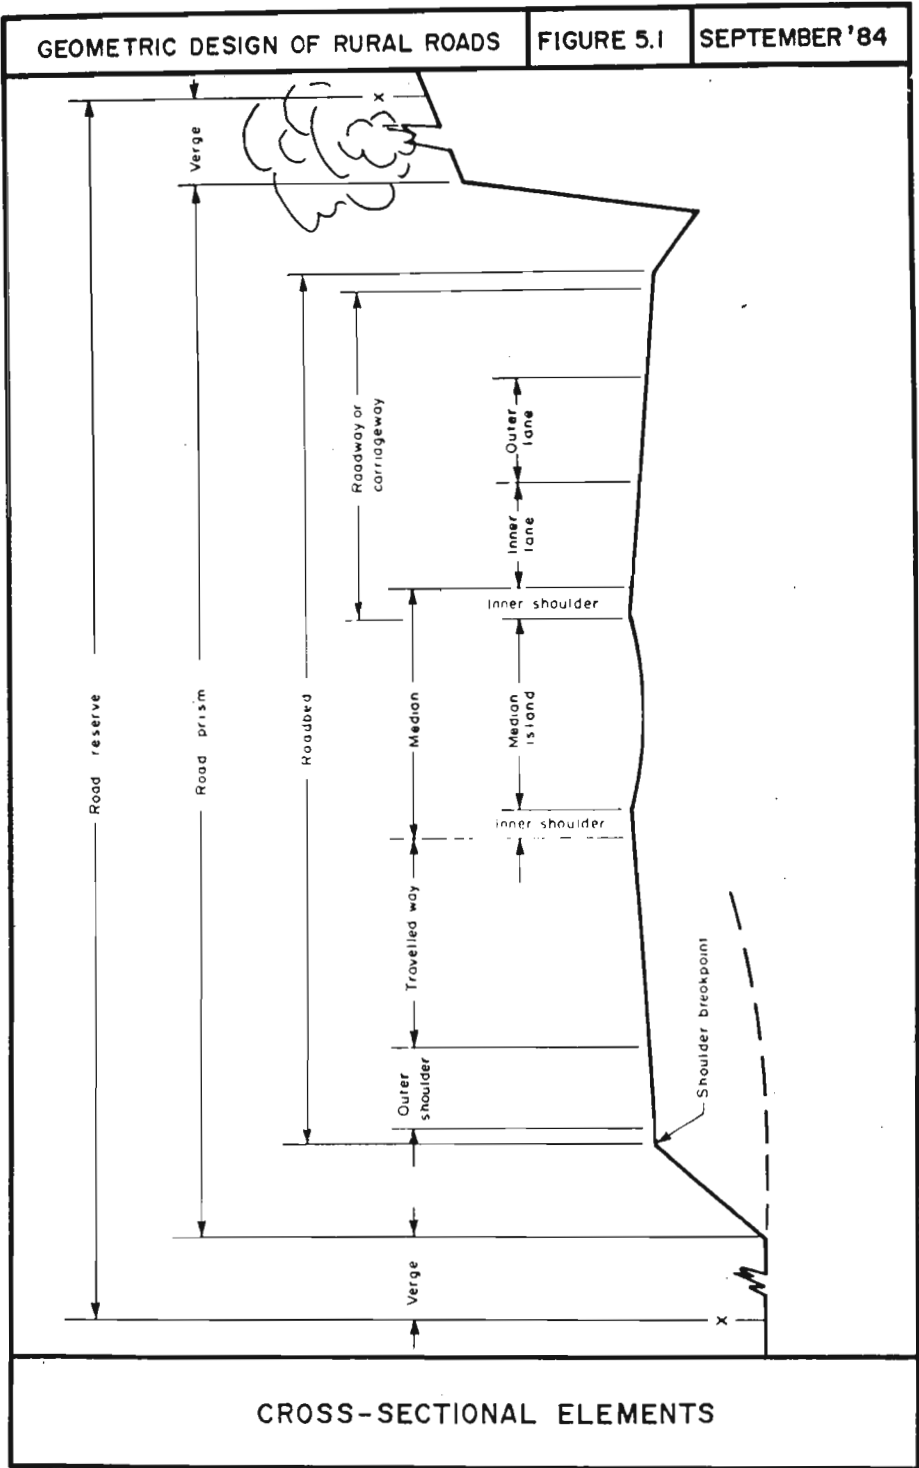 GEOMETRIC DESIGN OF RURAL ROADS
FIGURE 5.1
SEPTEMBER '84
Road reserve
Verge
Road prism
Roadbed
Roadway or
carriageway
Median
Travelled way
Outer
shoulder
Verge
Outer
lane
Inner
lane
Inner shoulder
Median
island
Inner shoulder
Shoulder breakpoint
x
x
CROSS-SECTIONAL ELEMENTS